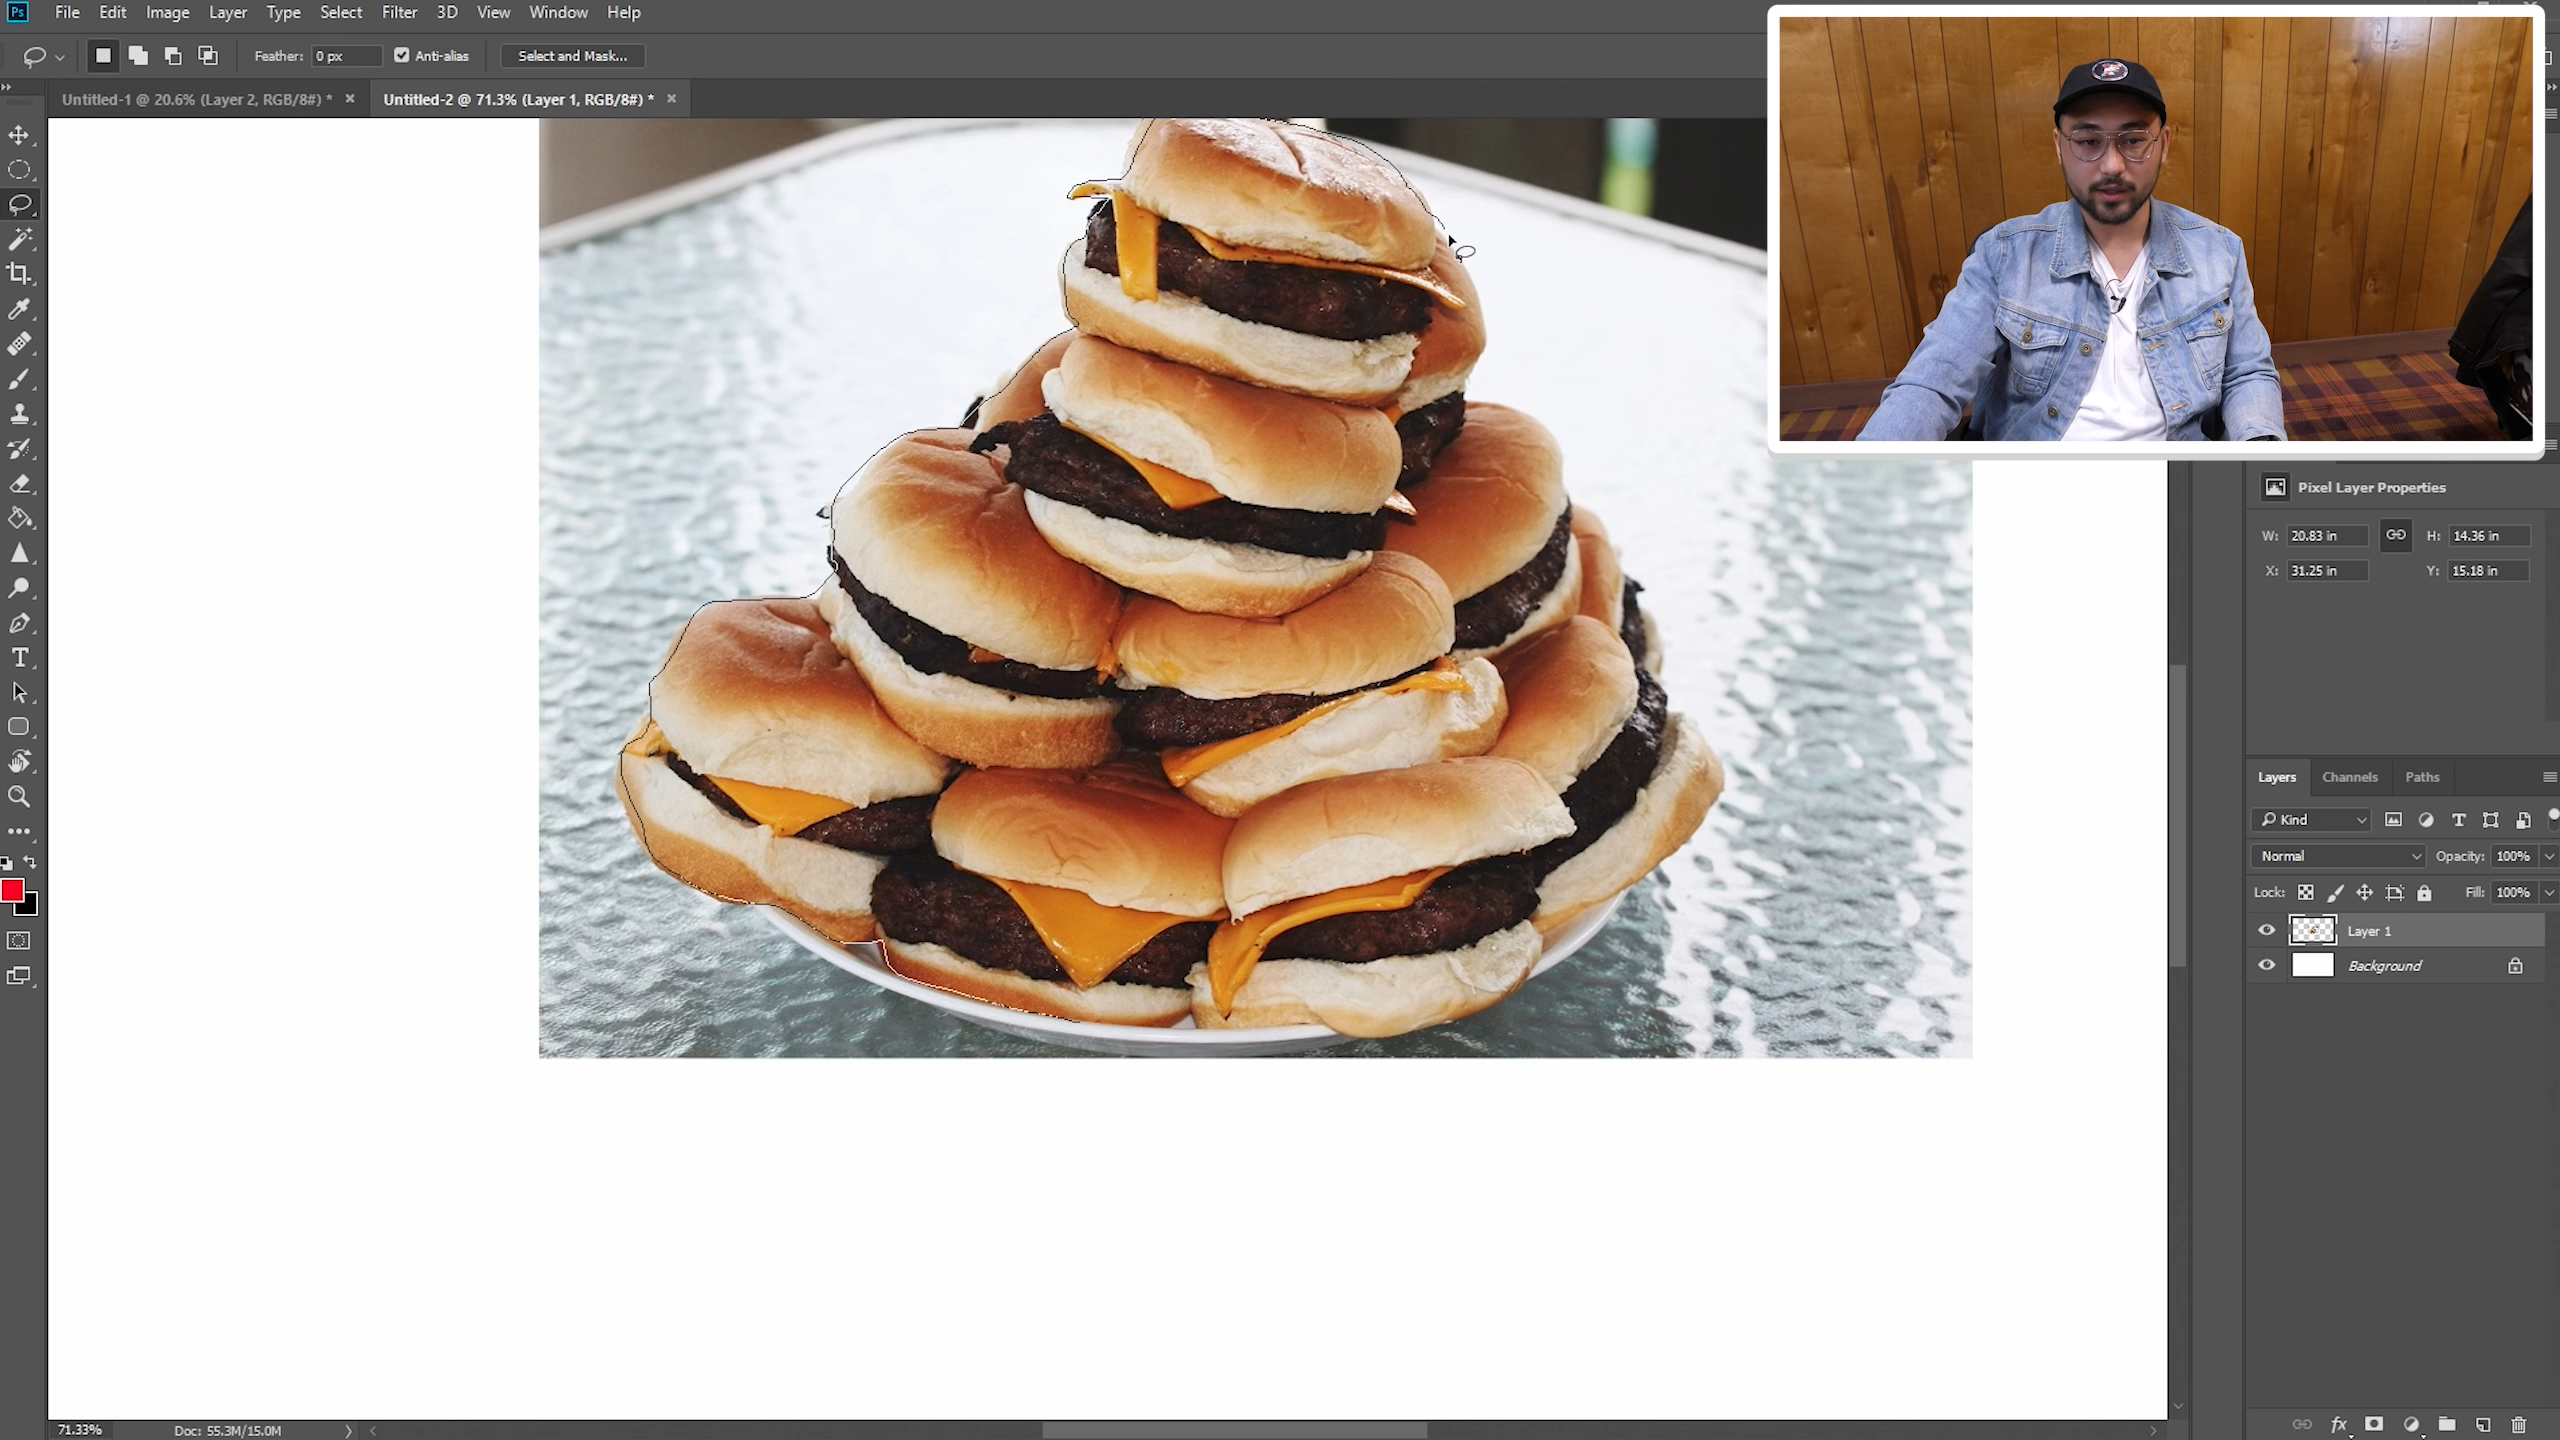 Ps File Edit Image Layer Type Select Filter 3D View Window Help
Feather: 0 px Anti-alias Select and Mask...
Untitled-1 @ 20.6% (Layer 2, RGB/8#) * × Untitled-2 @ 71.3% (Layer 1, RGB/8#) * ×
Pixel Layer Properties
W: 20.83 in H: 14.36 in
X: 31.25 in Y: 15.18 in
Layers Channels Paths
Kind
Normal Opacity: 100%
Lock: Fill: 100%
Layer 1
Background
fx
71.33% Doc: 55.3M/15.0M